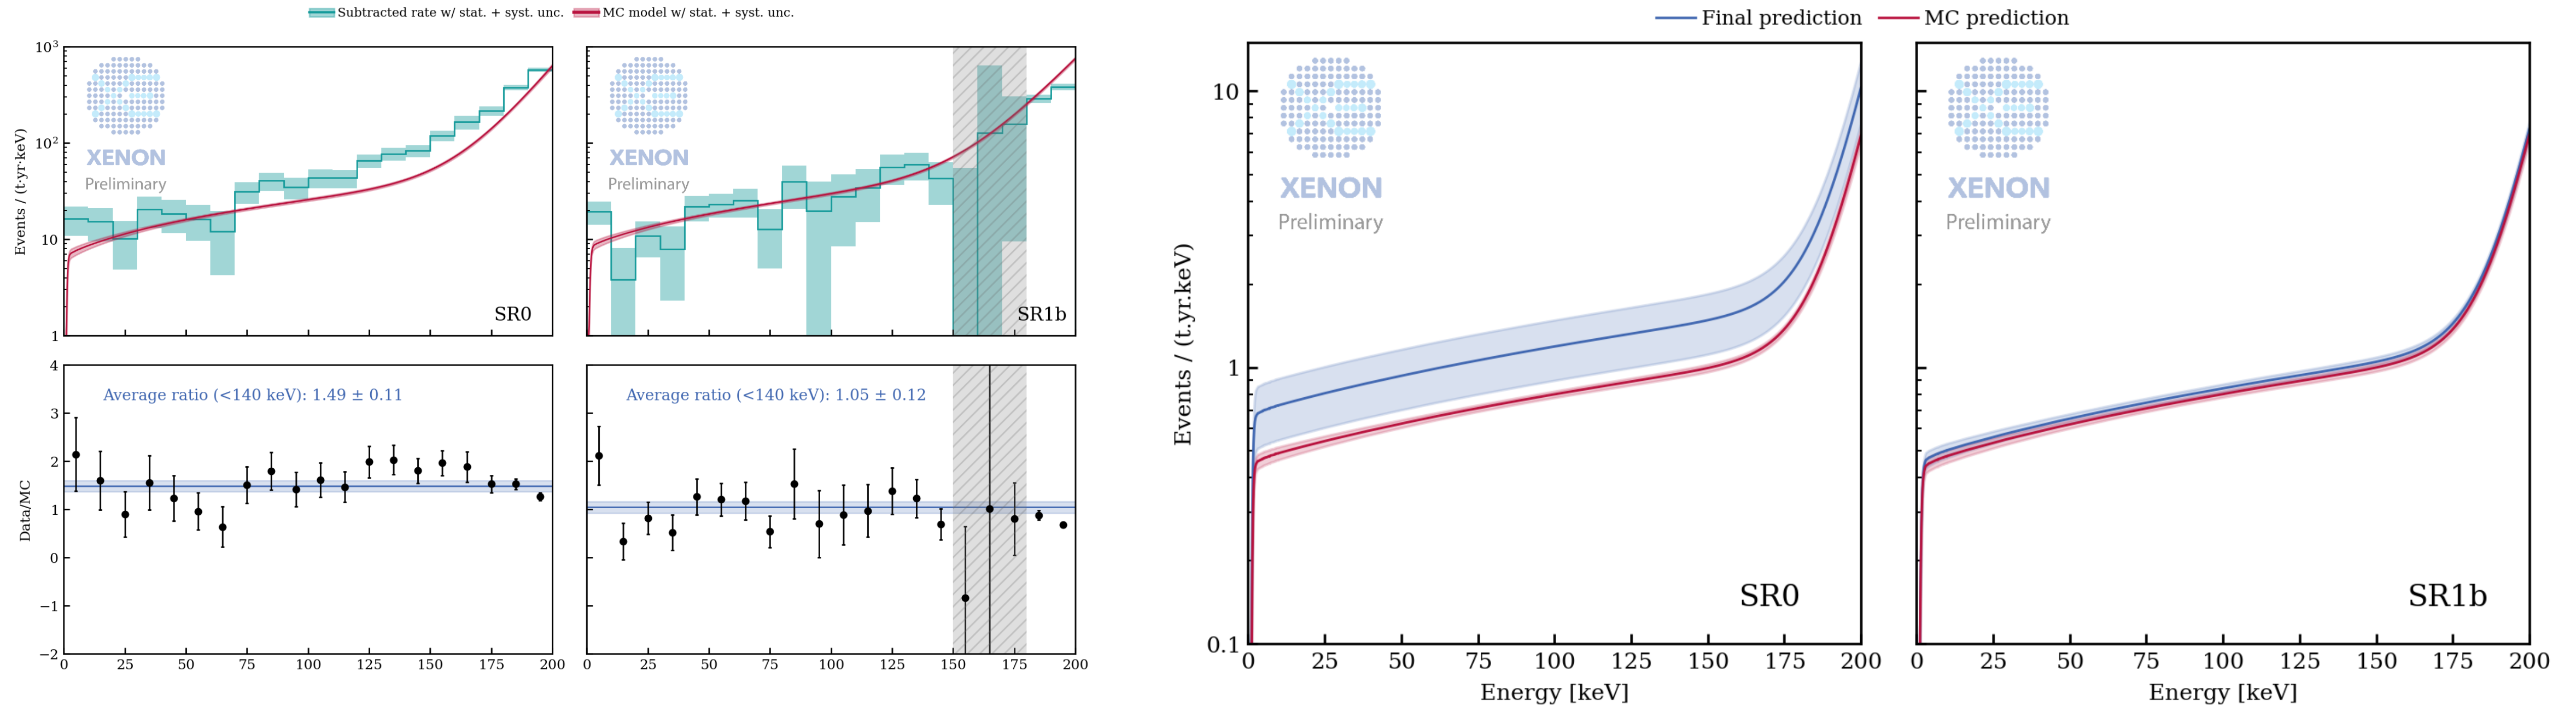 Subtracted rate w/ stat. + syst. unc. MC model w/ stat. + syst. unc.
10³
10²
10
1
Events / (t·yr·keV)
XENON
Preliminary
SR0
XENON
Preliminary
SR1b
4
3
2
1
0
−1
−2
Data/MC
Average ratio (<140 keV): 1.49 ± 0.11
Average ratio (<140 keV): 1.05 ± 0.12
0 25 50 75 100 125 150 175 200
0 25 50 75 100 125 150 175 200
Final prediction MC prediction
10
1
0.1
Events / (t.yr.keV)
XENON
Preliminary
SR0
XENON
Preliminary
SR1b
0 25 50 75 100 125 150 175 200
0 25 50 75 100 125 150 175 200
Energy [keV]
Energy [keV]